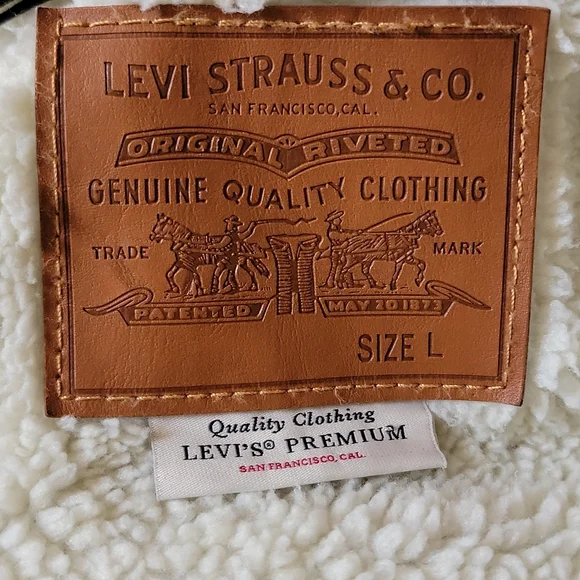 LEVI STRAUSS & CO.
SAN FRANCISCO, CAL.
ORIGINAL RIVETED
GENUINE QUALITY CLOTHING
TRADE MARK
PATENTED MAY 20 1873
SIZE L
Quality Clothing
LEVI'S® PREMIUM
SAN FRANCISCO, CAL.